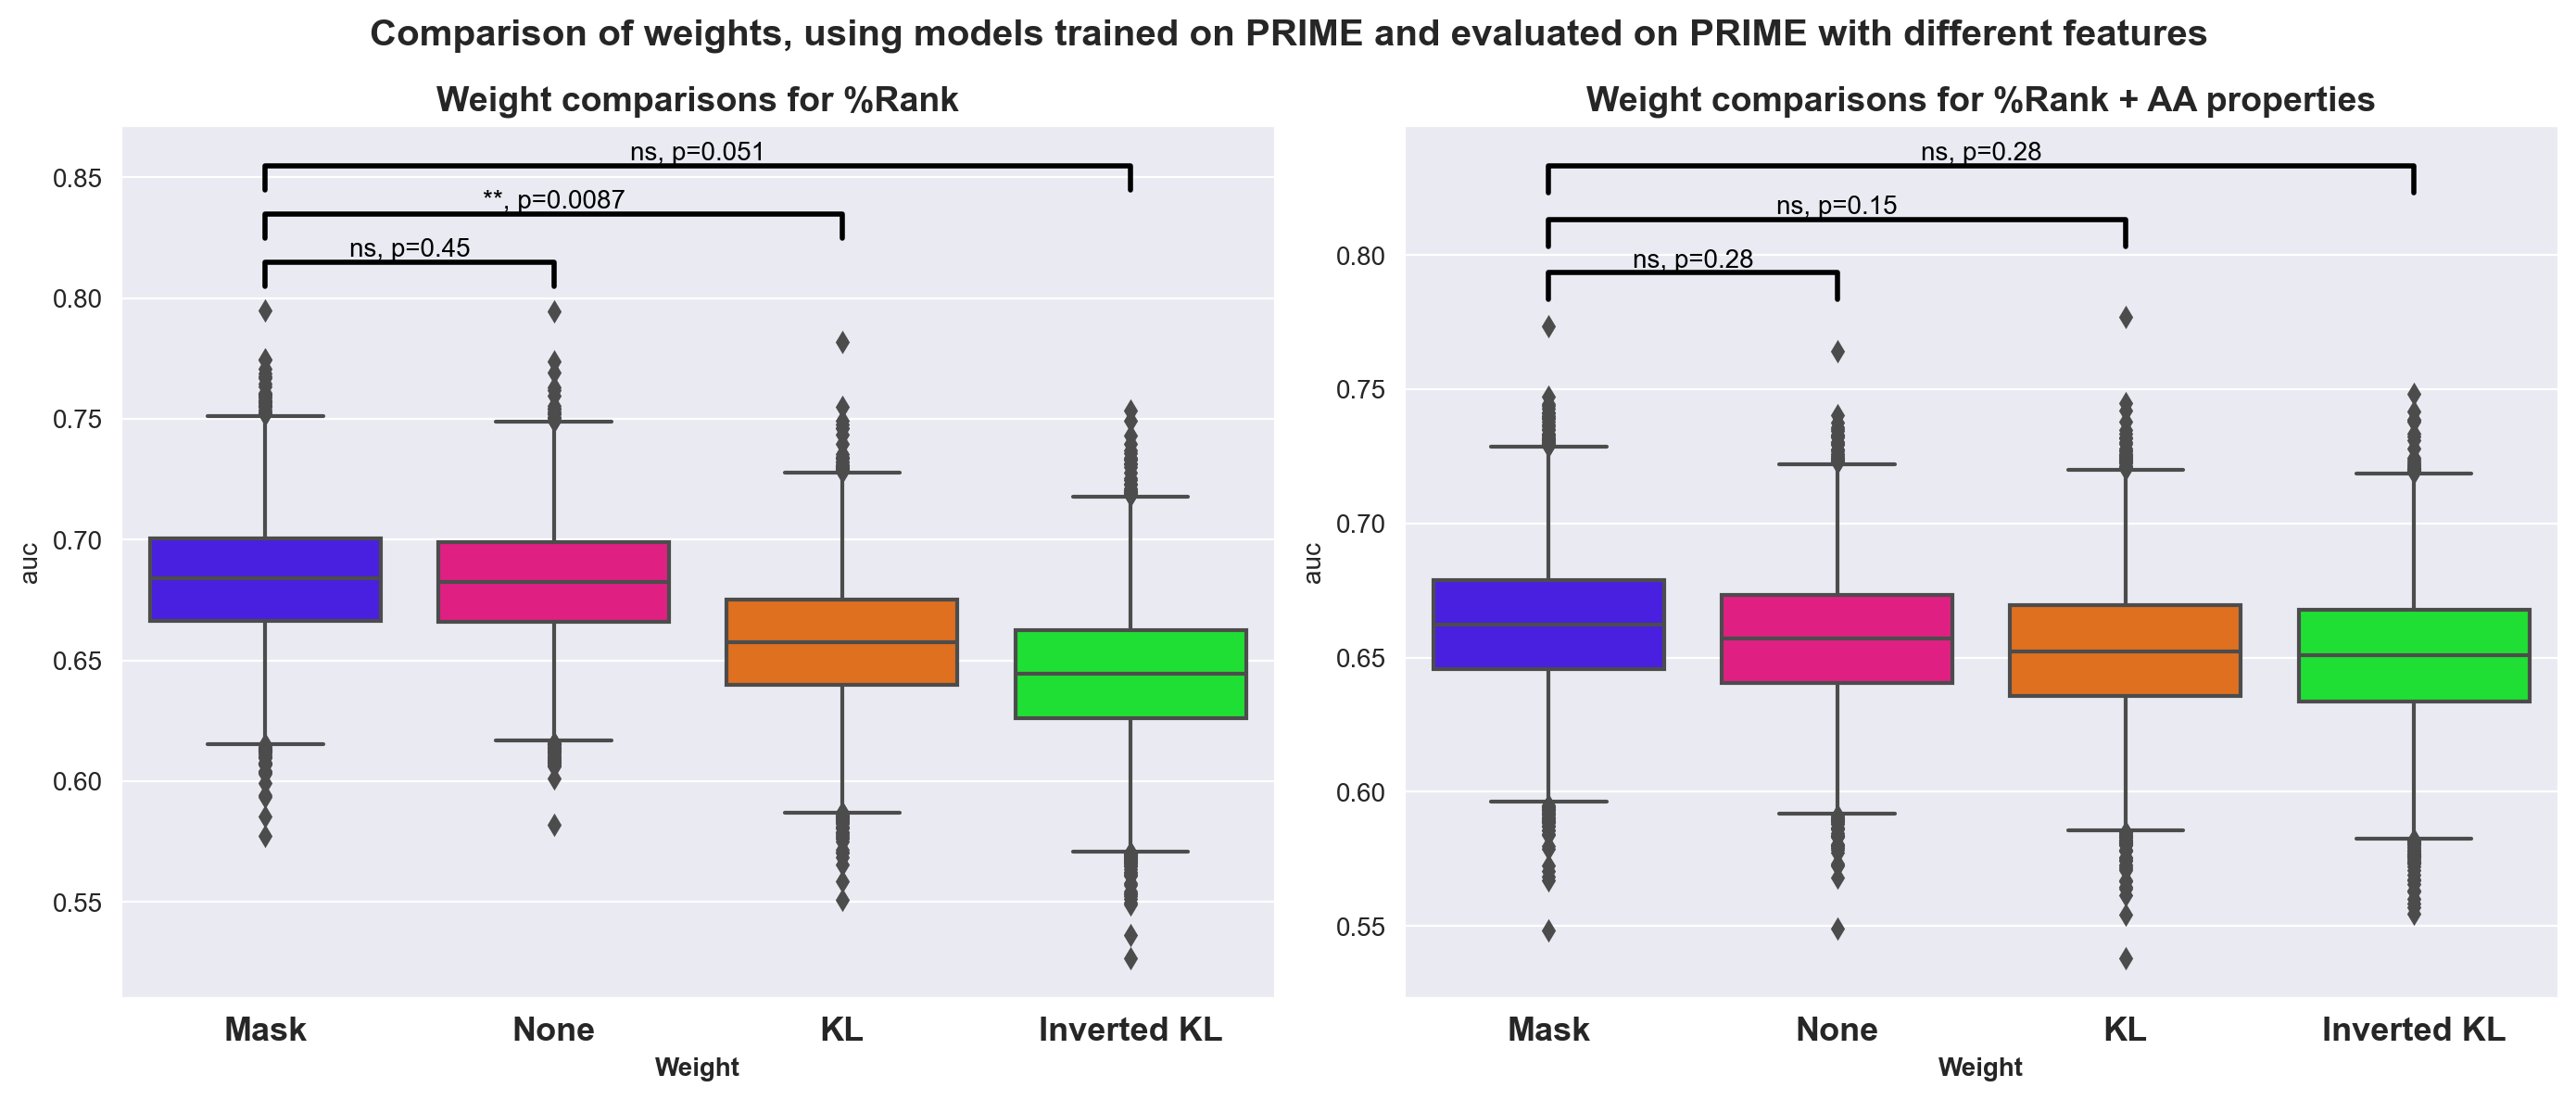 Comparison of weights, using models trained on PRIME and evaluated on PRIME with different features
Weight comparisons for %Rank
ns, p=0.051
**, p=0.0087
ns, p=0.45
0.85
0.80
0.75
0.70
0.65
0.60
0.55
auc
Mask
None
KL
Inverted KL
Weight
Weight comparisons for %Rank + AA properties
ns, p=0.28
ns, p=0.15
ns, p=0.28
0.80
0.75
0.70
0.65
0.60
0.55
auc
Mask
None
KL
Inverted KL
Weight